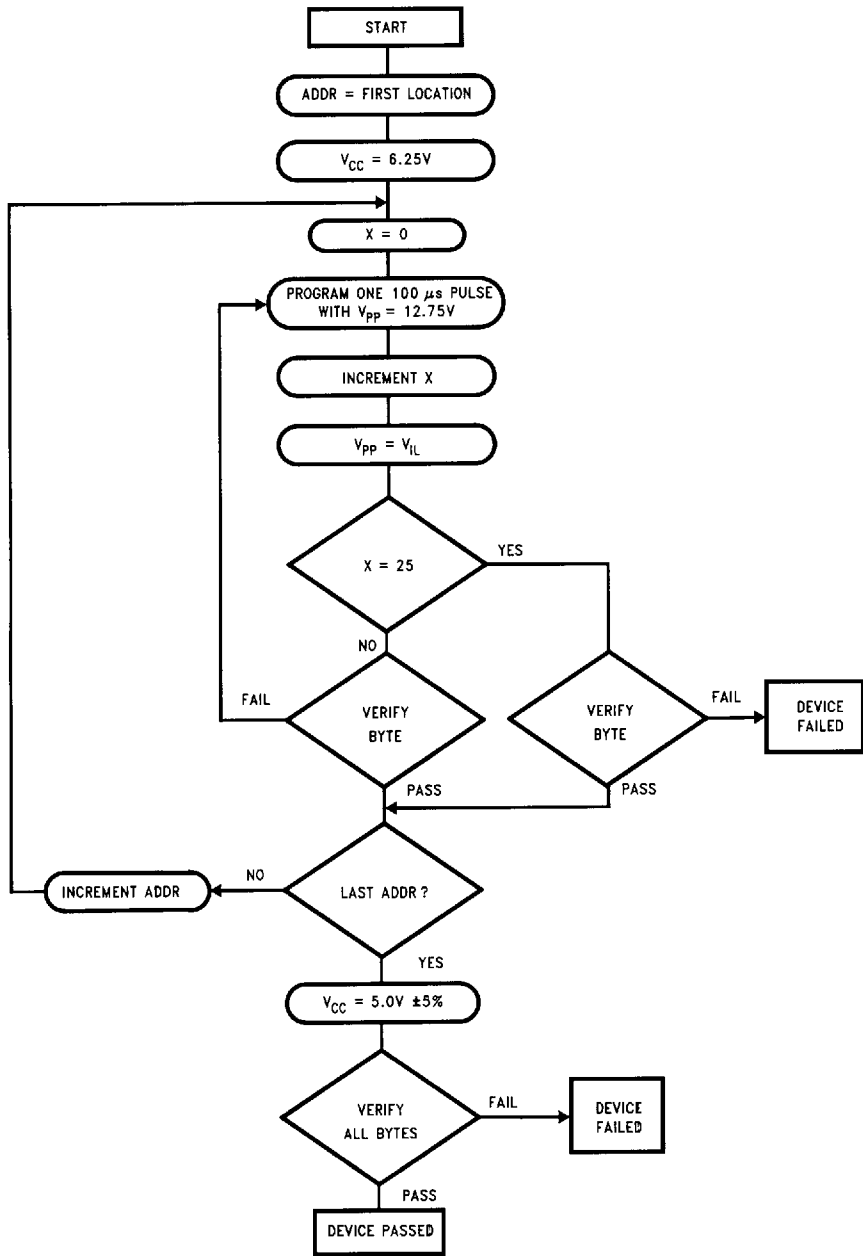 START
ADDR = FIRST LOCATION
VCC = 6.25V
X = 0
PROGRAM ONE 100 μs PULSE
WITH VPP = 12.75V
INCREMENT X
VPP = VIL
X = 25
YES
NO
FAIL
VERIFY
BYTE
PASS
VERIFY
BYTE
FAIL
DEVICE
FAILED
PASS
LAST ADDR?
NO
INCREMENT ADDR
YES
VCC = 5.0V ±5%
VERIFY
ALL BYTES
FAIL
DEVICE
FAILED
PASS
DEVICE PASSED